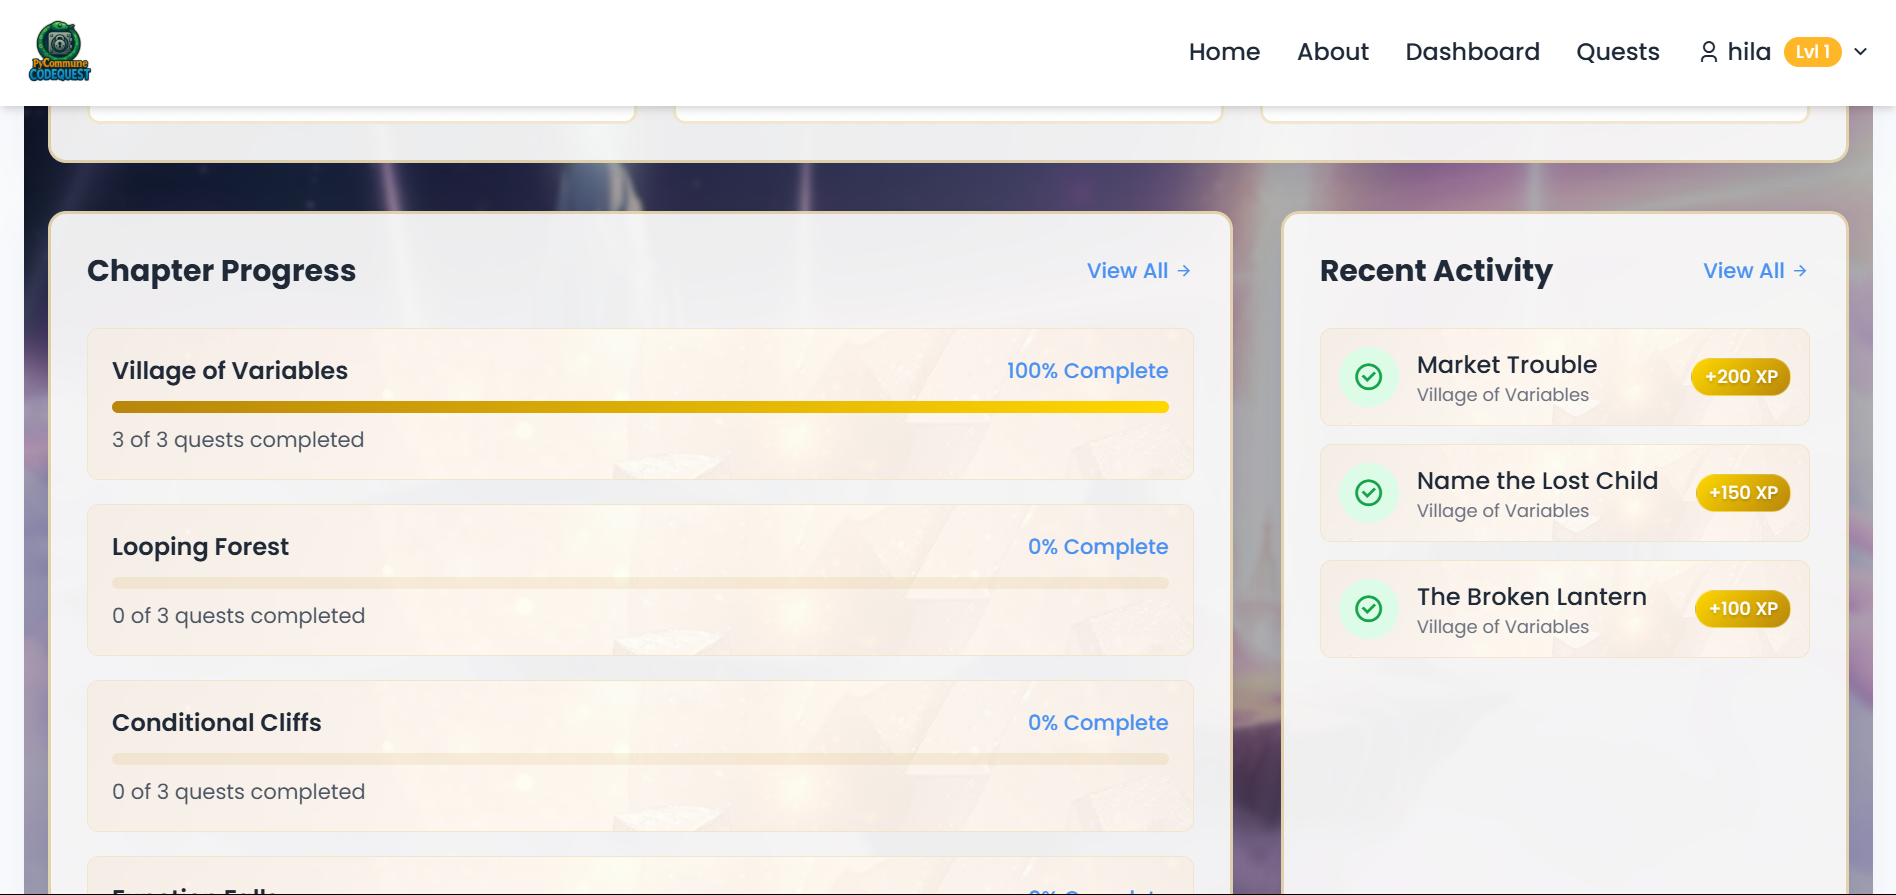 PyCommune
CODEQUEST
Home
About
Dashboard
Quests
hila
Lvl 1
Chapter Progress
View All →
Village of Variables
100% Complete
3 of 3 quests completed
Looping Forest
0% Complete
0 of 3 quests completed
Conditional Cliffs
0% Complete
0 of 3 quests completed
Recent Activity
View All →
Market Trouble
Village of Variables
+200 XP
Name the Lost Child
Village of Variables
+150 XP
The Broken Lantern
Village of Variables
+100 XP